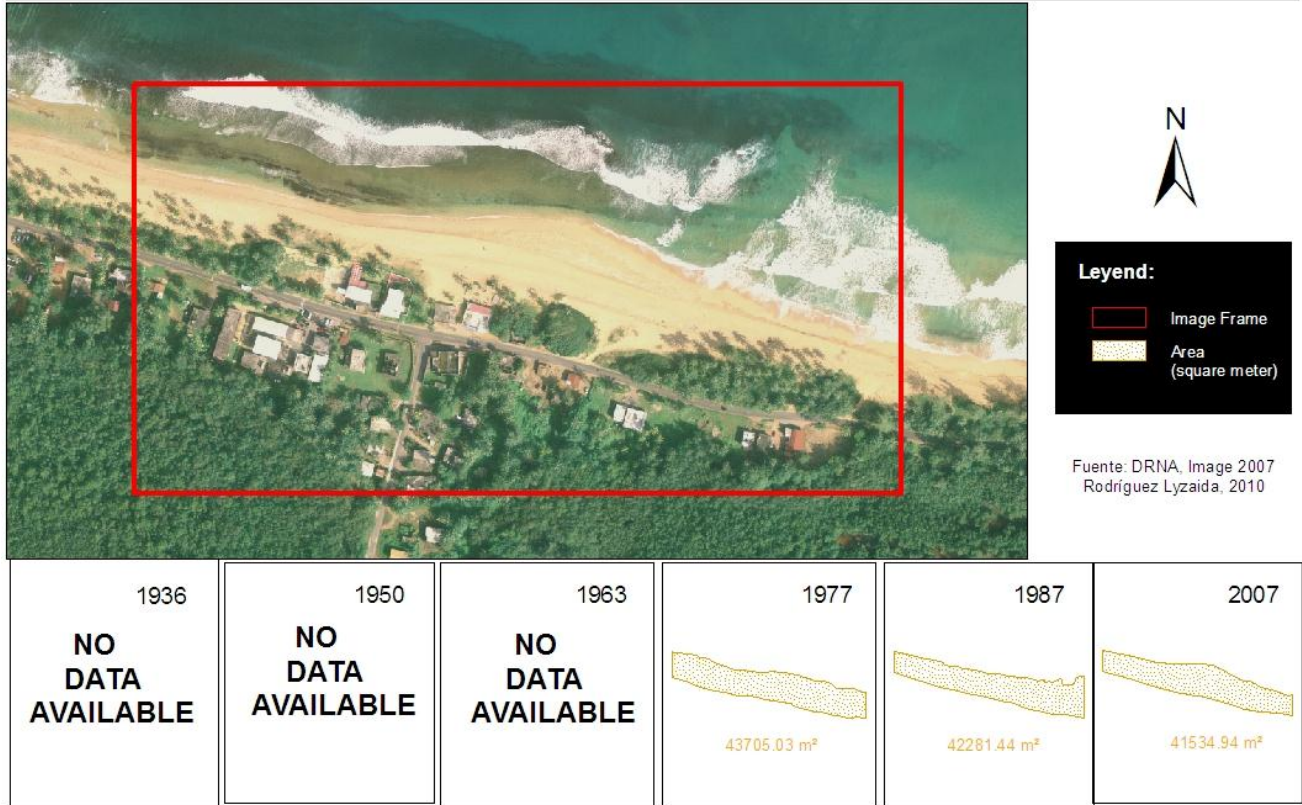 N
Leyend:
Image Frame
Area
(square meter)
Fuente: DRNA, Image 2007
Rodríguez Lyzaida, 2010
1936
NO
DATA
AVAILABLE
1950
NO
DATA
AVAILABLE
1963
NO
DATA
AVAILABLE
1977
43705.03 m²
1987
42281.44 m²
2007
41534.94 m²